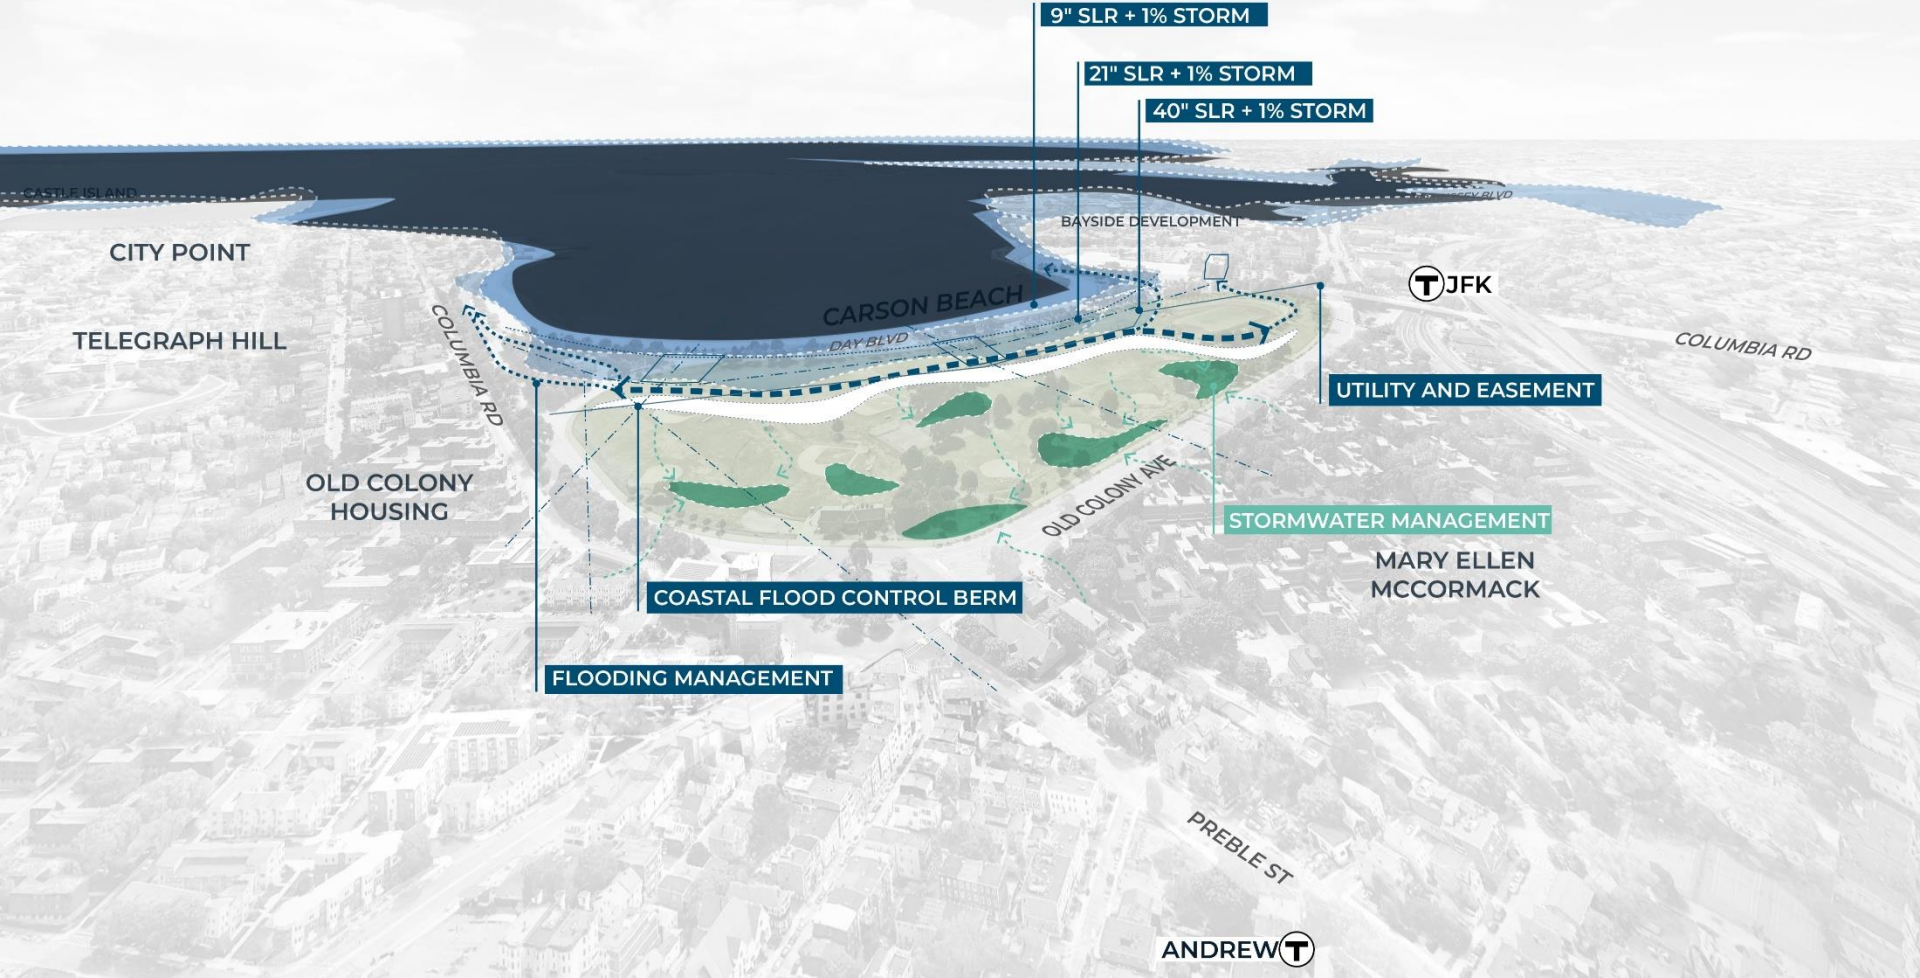 9" SLR + 1% STORM
21" SLR + 1% STORM
40" SLR + 1% STORM
CASTLE ISLAND
BAYSIDE DEVELOPMENT
CITY POINT
TELEGRAPH HILL
COLUMBIA RD
CARSON BEACH
DAY BLVD
T JFK
COLUMBIA RD
UTILITY AND EASEMENT
OLD COLONY
HOUSING
OLD COLONY AVE
STORMWATER MANAGEMENT
MARY ELLEN
MCCORMACK
COASTAL FLOOD CONTROL BERM
FLOODING MANAGEMENT
PREBLE ST
ANDREW T